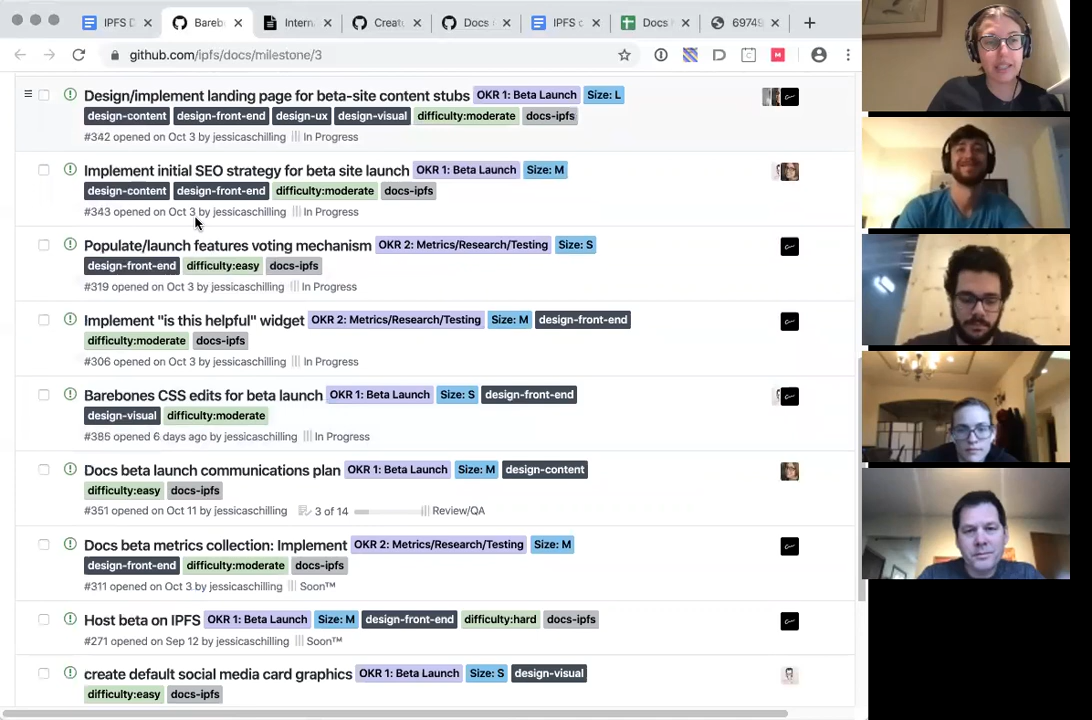 IPFS D
Bareb
Intern
Creat
Docs
IPFS c
Docs
69749
github.com/ipfs/docs/milestone/3
Design/implement landing page for beta-site content stubs OKR 1: Beta Launch Size: L
design-content design-front-end design-ux design-visual difficulty:moderate docs-ipfs
#342 opened on Oct 3 by jessicaschilling In Progress
Implement initial SEO strategy for beta site launch OKR 1: Beta Launch Size: M
design-content design-front-end difficulty:moderate docs-ipfs
#343 opened on Oct 3 by jessicaschilling In Progress
Populate/launch features voting mechanism OKR 2: Metrics/Research/Testing Size: S
design-front-end difficulty:easy docs-ipfs
#319 opened on Oct 3 by jessicaschilling In Progress
Implement "is this helpful" widget OKR 2: Metrics/Research/Testing Size: M design-front-end
difficulty:moderate docs-ipfs
#306 opened on Oct 3 by jessicaschilling In Progress
Barebones CSS edits for beta launch OKR 1: Beta Launch Size: S design-front-end
design-visual difficulty:moderate
#385 opened 6 days ago by jessicaschilling In Progress
Docs beta launch communications plan OKR 1: Beta Launch Size: M design-content
difficulty:easy docs-ipfs
#351 opened on Oct 11 by jessicaschilling 3 of 14 Review/QA
Docs beta metrics collection: Implement OKR 2: Metrics/Research/Testing Size: M
design-front-end difficulty:moderate docs-ipfs
#311 opened on Oct 3 by jessicaschilling Soon™
Host beta on IPFS OKR 1: Beta Launch Size: M design-front-end difficulty:hard docs-ipfs
#271 opened on Sep 12 by jessicaschilling Soon™
create default social media card graphics OKR 1: Beta Launch Size: S design-visual
difficulty:easy docs-ipfs